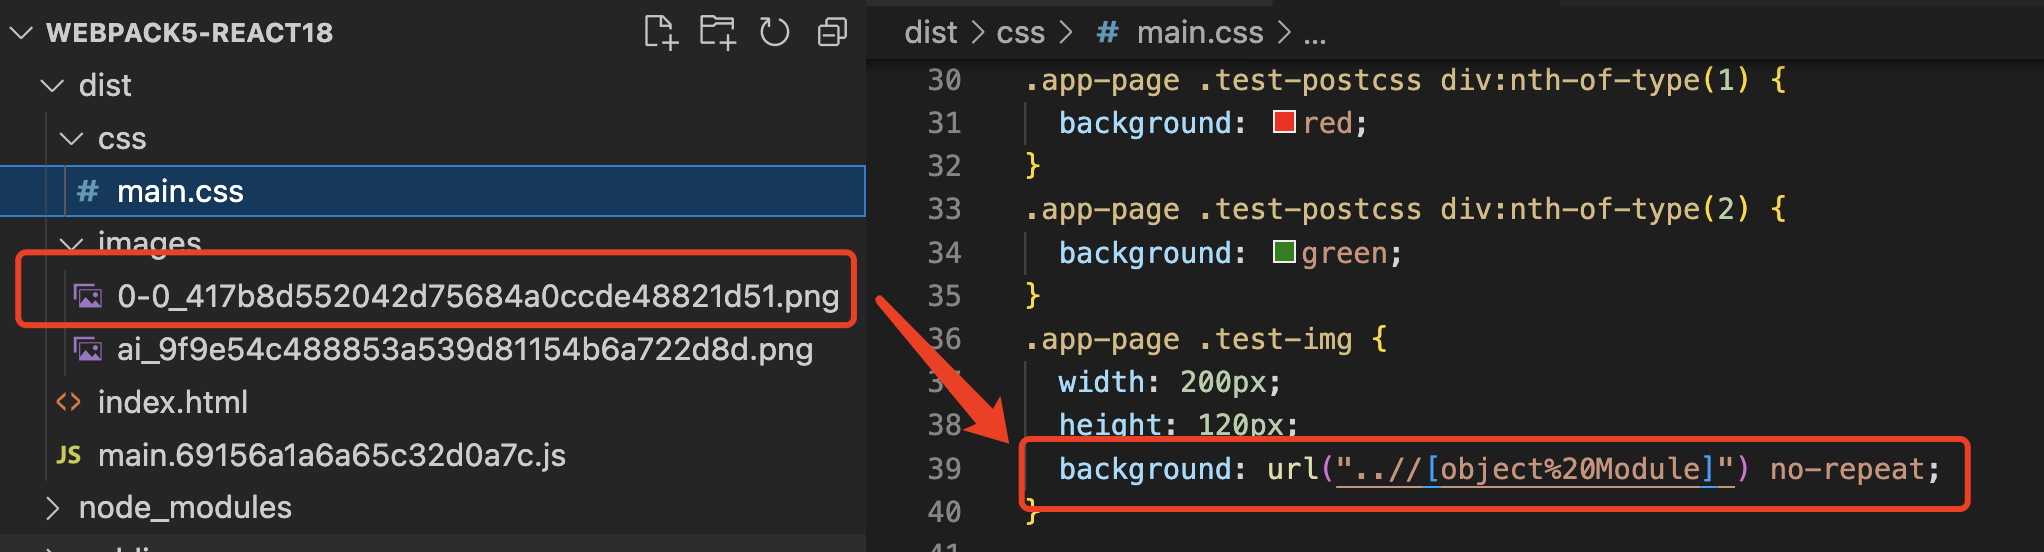 WEBPACK5-REACT18
dist
css
# main.css
images
0-0_417b8d552042d75684a0ccde48821d51.png
ai_9f9e54c488853a539d81154b6a722d8d.png
<> index.html
JS main.69156a1a6a65c32d0a7c.js
node_modules
dist > css > # main.css > ...
30 .app-page .test-postcss div:nth-of-type(1) {
31 background: red;
32 }
33 .app-page .test-postcss div:nth-of-type(2) {
34 background: green;
35 }
36 .app-page .test-img {
37 width: 200px;
38 height: 120px;
39 background: url("..//[object%20Module]") no-repeat;
40 }
41